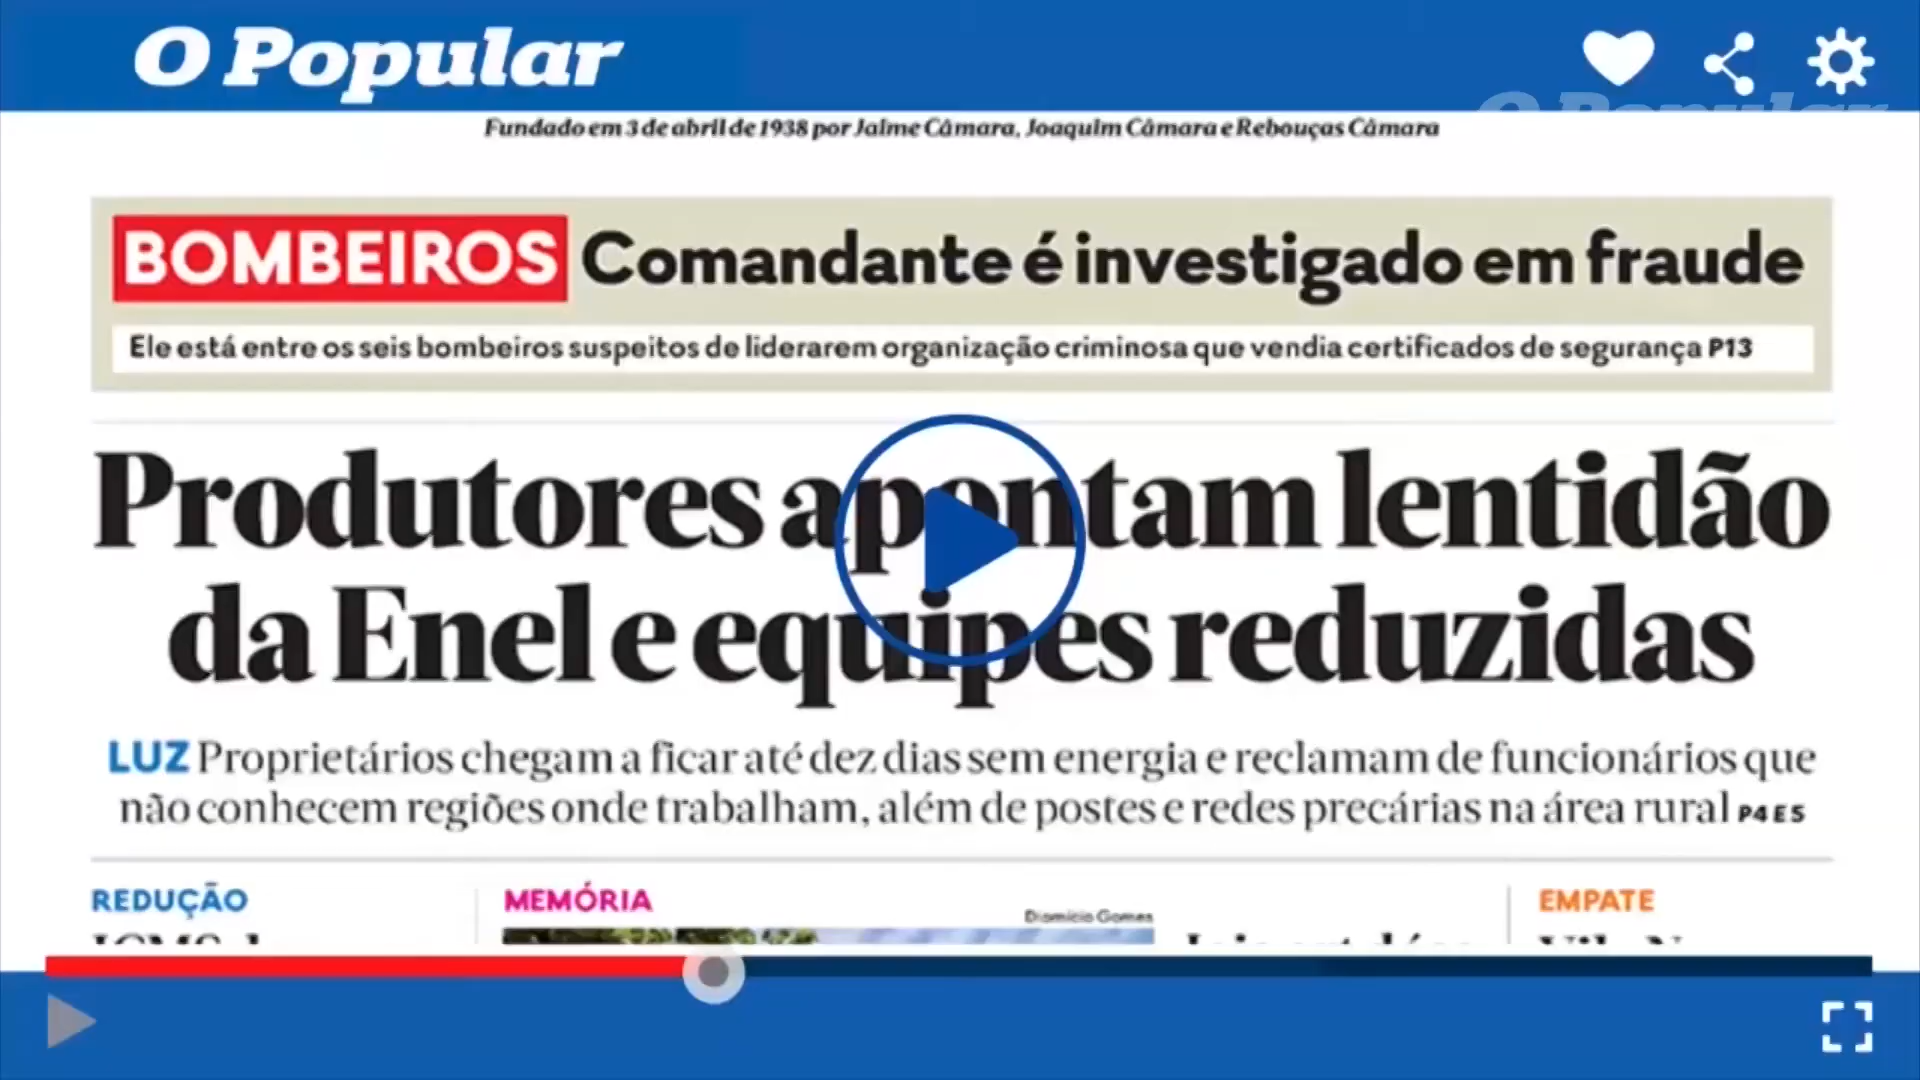 O Popular
O Popular
Fundado em 3 de abril de 1938 por Jaime Câmara, Joaquim Câmara e Rebouças Câmara
BOMBEIROS Comandante é investigado em fraude
Ele está entre os seis bombeiros suspeitos de liderarem organização criminosa que vendia certificados de segurança P13
Produtores apontam lentidão
da Enel e equipes reduzidas
LUZ Proprietários chegam a ficar até dez dias sem energia e reclamam de funcionários que
não conhecem regiões onde trabalham, além de postes e redes precárias na área rural P4 E 5
REDUÇÃO
MEMÓRIA
Diomício Gomes
EMPATE